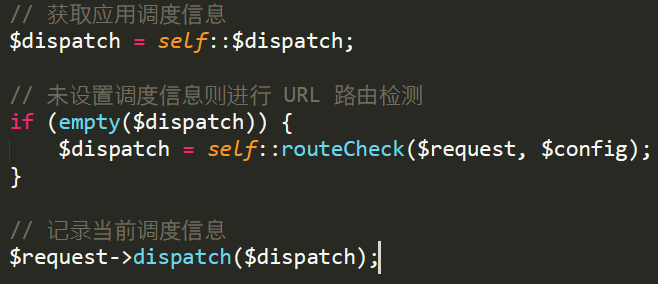 // 获取应用调度信息
$dispatch = self::$dispatch;
// 未设置调度信息则进行 URL 路由检测
if (empty($dispatch)) {
    $dispatch = self::routeCheck($request, $config);
}
// 记录当前调度信息
$request->dispatch($dispatch);